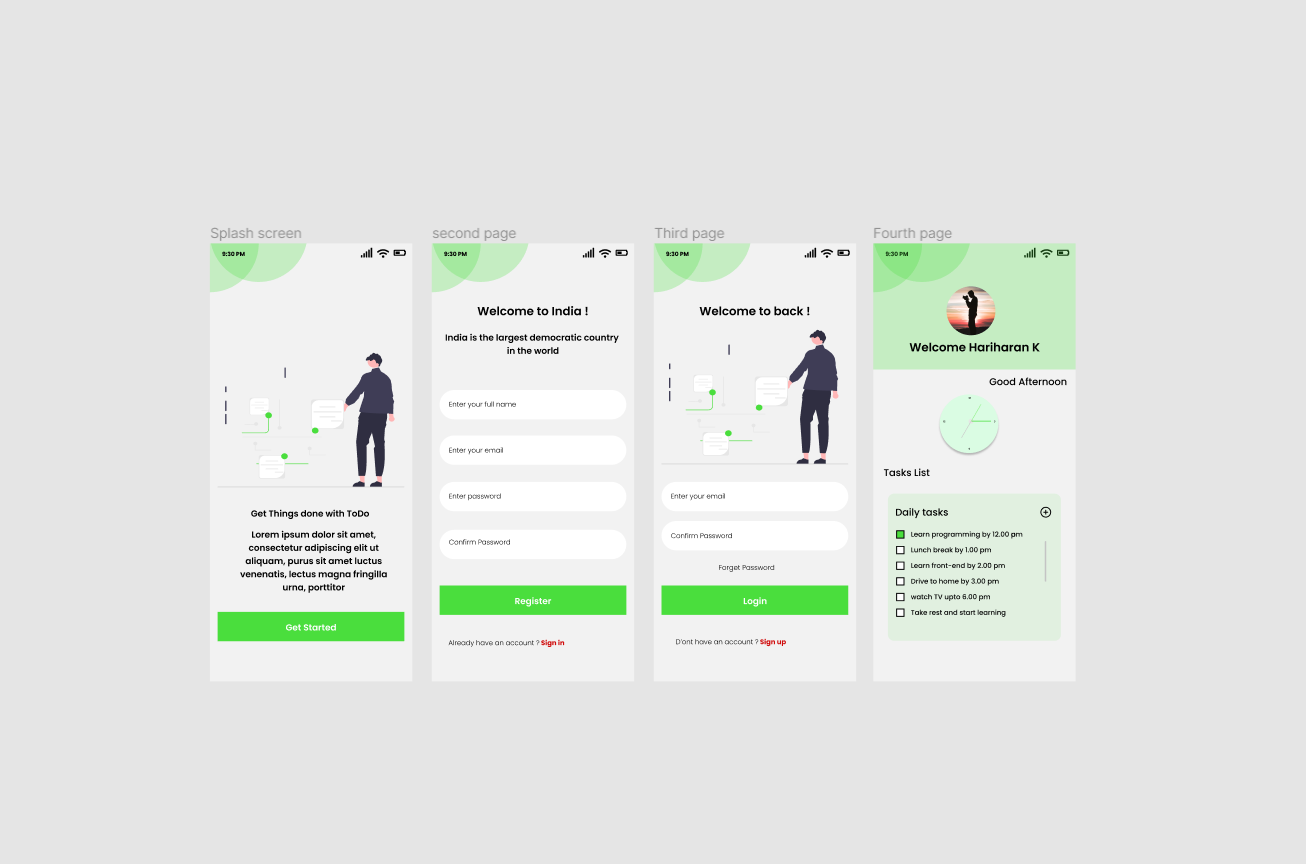 Splash screen
9:30 PM
Get Things done with ToDo
Lorem ipsum dolor sit amet,
consectetur adipiscing elit ut
aliquam, purus sit amet luctus
venenatis, lectus magna fringilla
urna, porttitor
Get Started
second page
9:30 PM
Welcome to India !
India is the largest democratic country
in the world
Enter your full name
Enter your email
Enter password
Confirm Password
Register
Already have an account ? Sign in
Third page
9:30 PM
Welcome to back !
Enter your email
Confirm Password
Forget Password
Login
D'ont have an account ? Sign up
Fourth page
9:30 PM
Welcome Hariharan K
Good Afternoon
Tasks List
Daily tasks
Learn programming by 12.00 pm
Lunch break by 1.00 pm
Learn front-end by 2.00 pm
Drive to home by 3.00 pm
watch TV upto 6.00 pm
Take rest and start learning